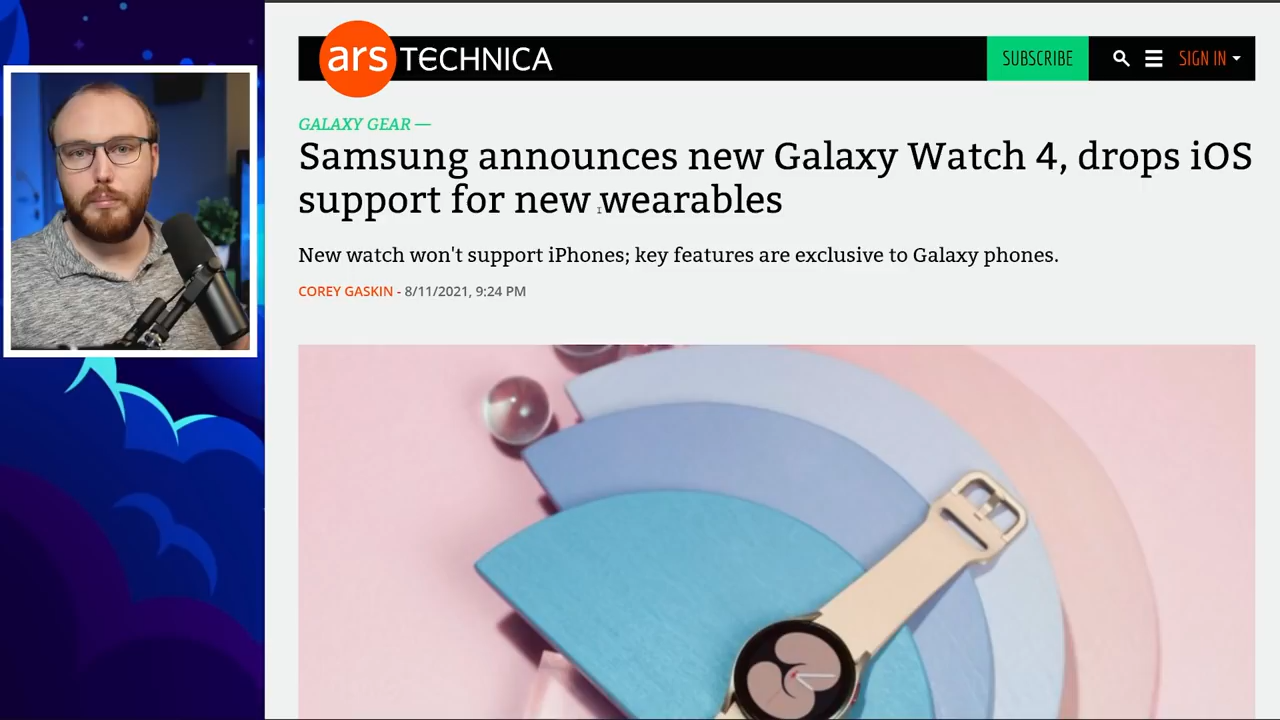 ars TECHNICA
SUBSCRIBE
SIGN IN
GALAXY GEAR —
Samsung announces new Galaxy Watch 4, drops iOS
support for new wearables
New watch won't support iPhones; key features are exclusive to Galaxy phones.
COREY GASKIN - 8/11/2021, 9:24 PM